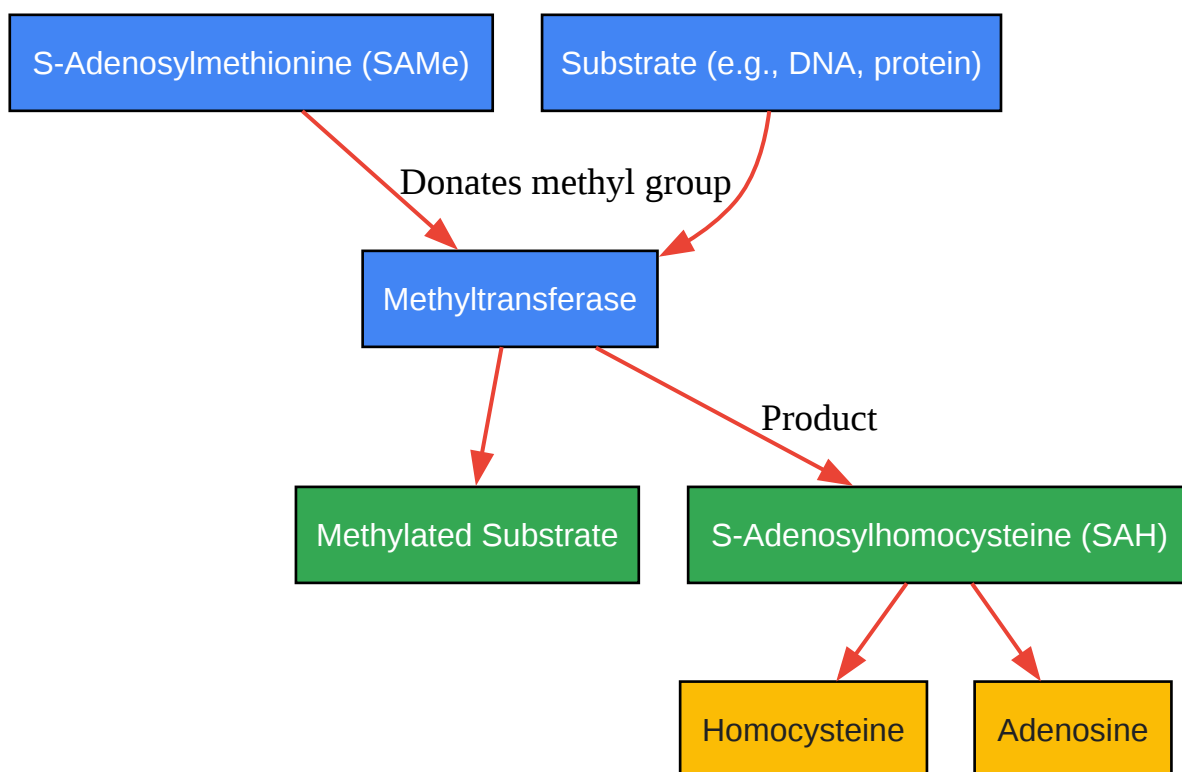 S-Adenosylmethionine (SAMe)
Substrate (e.g., DNA, protein)
Donates methyl group
Methyltransferase
Product
Methylated Substrate
S-Adenosylhomocysteine (SAH)
Homocysteine
Adenosine